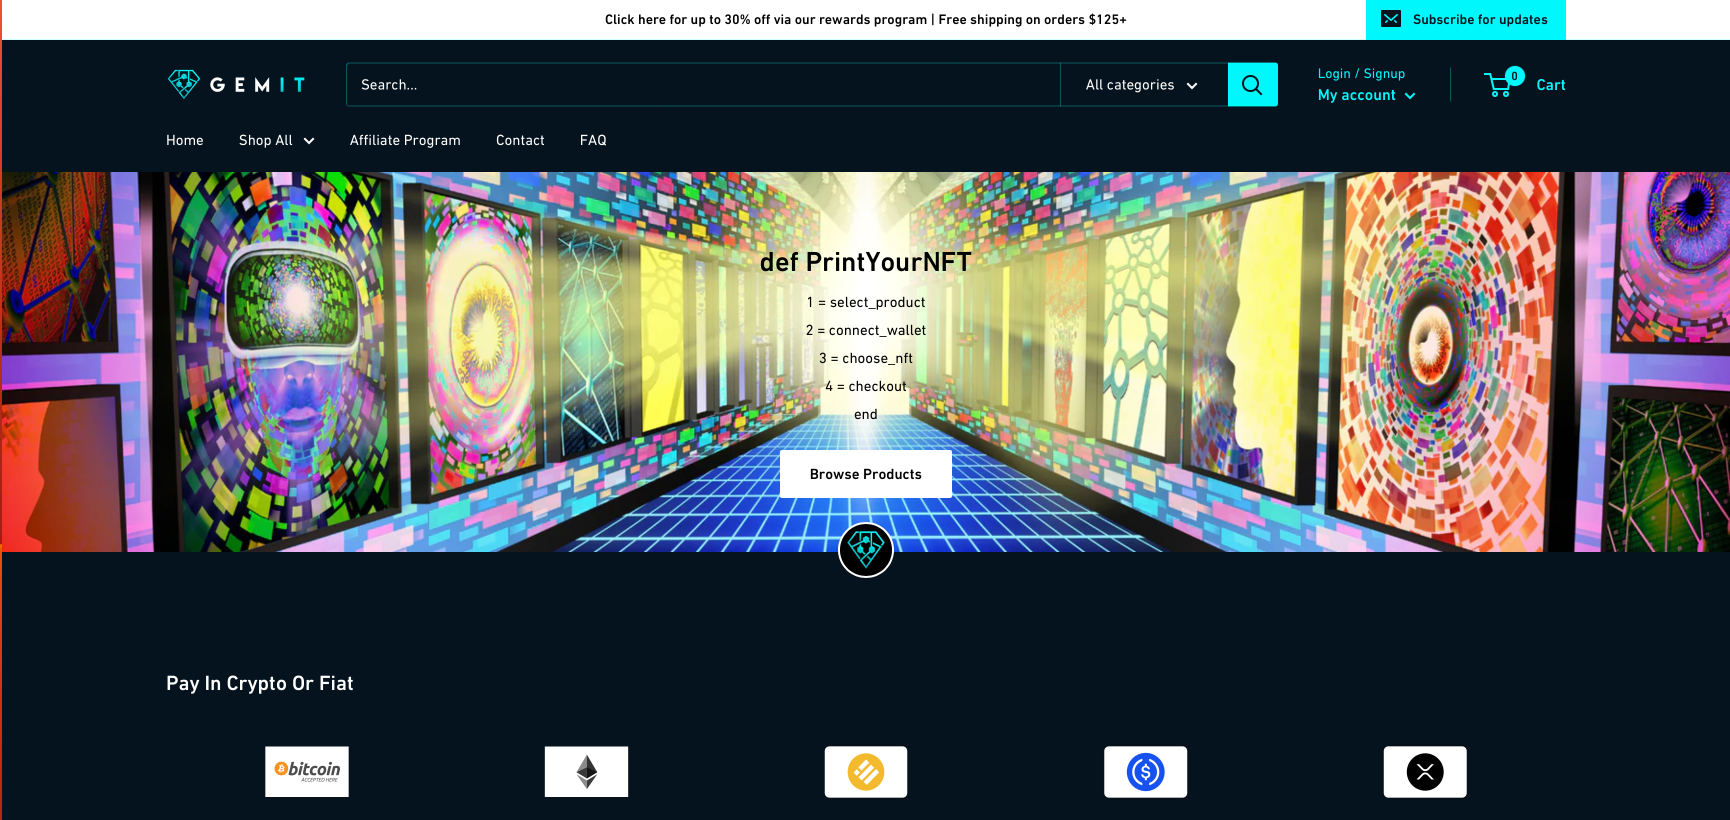 Click here for up to 30% off via our rewards program | Free shipping on orders $125+
Subscribe for updates
GEMIT
Search...
All categories
Login / Signup
My account
0
Cart
Home
Shop All
Affiliate Program
Contact
FAQ
def PrintYourNFT
1 = select_product
2 = connect_wallet
3 = choose_nft
4 = checkout
end
Browse Products
Pay In Crypto Or Fiat
bitcoin
ACCEPTED HERE